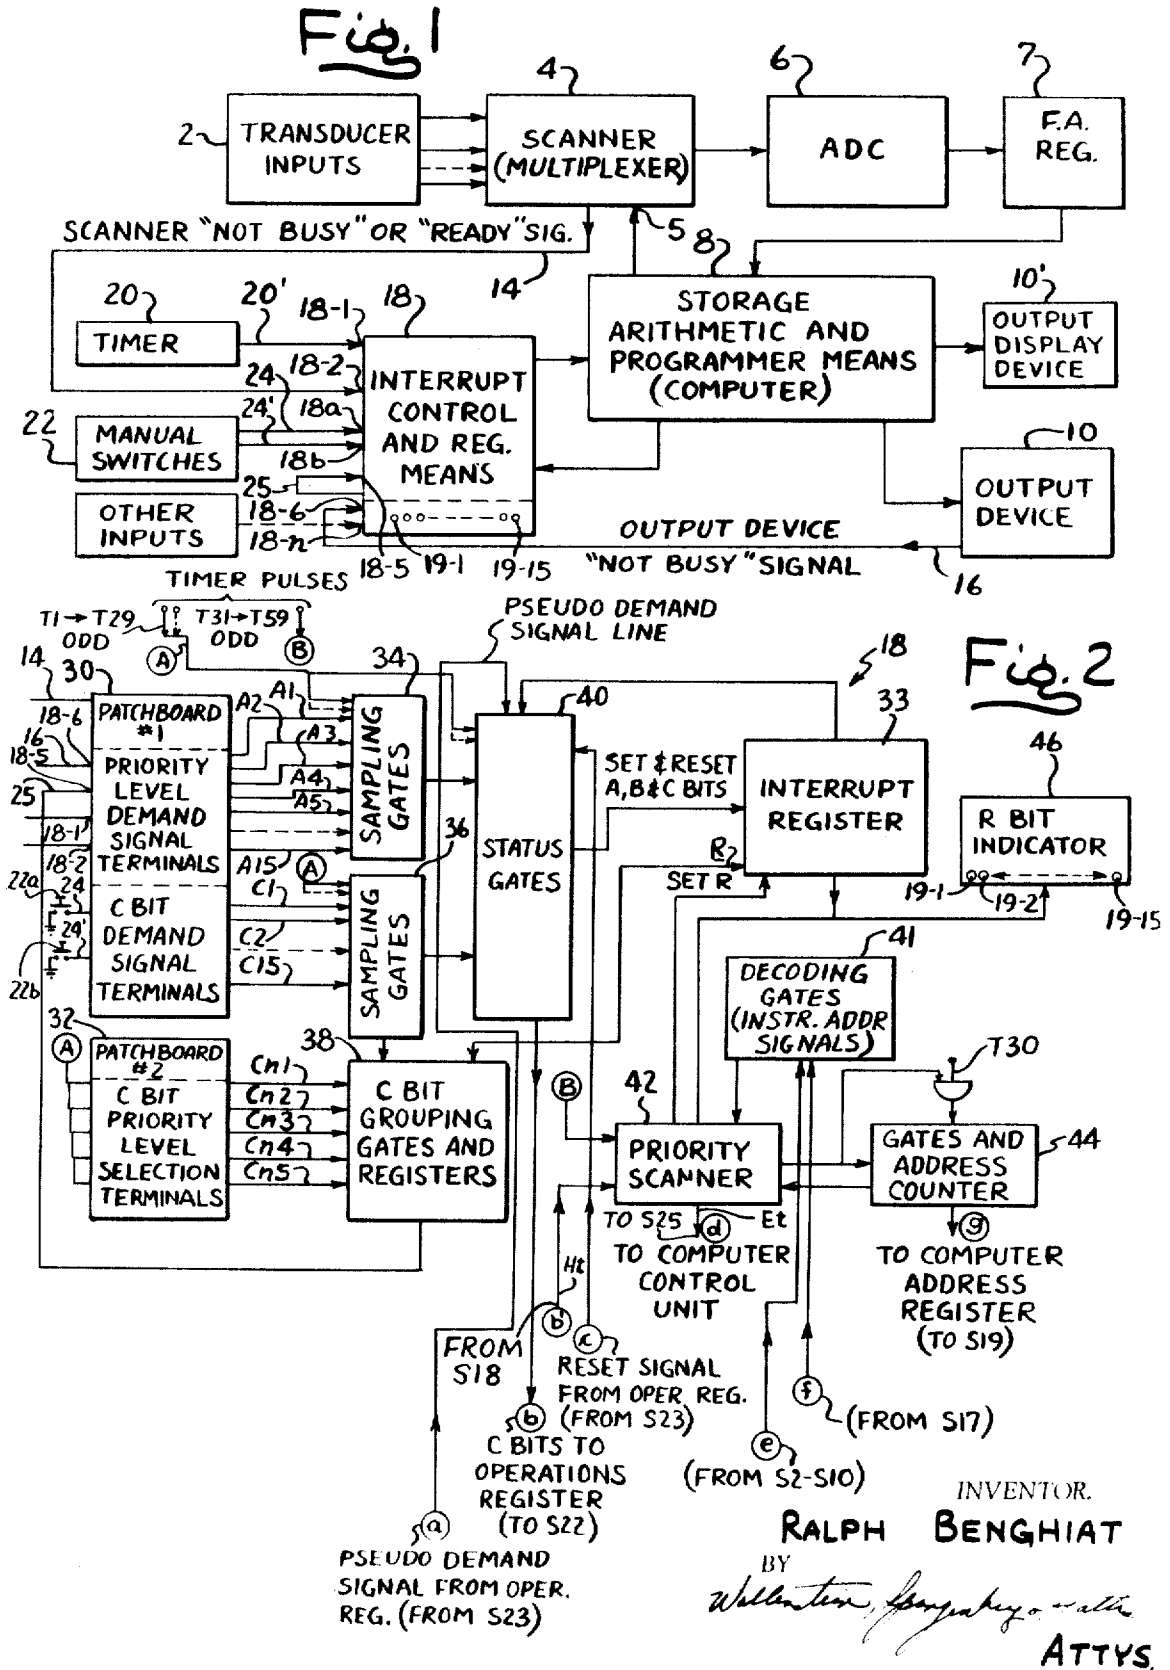 Fig. 1
2
TRANSDUCER
INPUTS
4
SCANNER
(MULTIPLEXER)
5
6
ADC
7
F.A.
REG.
SCANNER "NOT BUSY" OR "READY" SIG.
14
8
STORAGE
ARITHMETIC AND
PROGRAMMER MEANS
(COMPUTER)
10'
OUTPUT
DISPLAY
DEVICE
20
TIMER
20'
18-1
18
18-2
INTERRUPT
CONTROL
AND REG.
MEANS
24
24'
18a
18b
22
MANUAL
SWITCHES
25
18-6
OTHER
INPUTS
18-n
18-5
19-1
19-15
10
OUTPUT
DEVICE
OUTPUT DEVICE
"NOT BUSY" SIGNAL
16
TIMER PULSES
T1→T29
ODD
T31→T59
ODD
A
B
PSEUDO DEMAND
SIGNAL LINE
18
Fig. 2
14
30
18-6
16
18-5
25
18-1
18-2
22a
24
24'
22b
PATCHBOARD
#1
PRIORITY
LEVEL
DEMAND
SIGNAL
TERMINALS
C BIT
DEMAND
SIGNAL
TERMINALS
A2
A1
A3
A4
A5
A15
A
C1
C2
C15
34
SAMPLING
GATES
36
SAMPLING
GATES
40
STATUS
GATES
SET & RESET
A, B & C BITS
33
INTERRUPT
REGISTER
R2
SET R
46
R BIT
INDICATOR
19-1
19-2
19-15
41
DECODING
GATES
(INSTR. ADDR
SIGNALS)
T30
32
A
PATCHBOARD
#2
C BIT
PRIORITY
LEVEL
SELECTION
TERMINALS
Cn1
Cn2
Cn3
Cn4
Cn5
38
C BIT
GROUPING
GATES AND
REGISTERS
B
42
PRIORITY
SCANNER
44
GATES AND
ADDRESS
COUNTER
TO S25
d
Et
TO COMPUTER
CONTROL
UNIT
g
TO COMPUTER
ADDRESS
REGISTER
(TO S19)
Ht
b'
FROM
S18
c
RESET SIGNAL
FROM OPER. REG.
(FROM S23)
f
(FROM S17)
e
(FROM S2-S10)
b
C BITS TO
OPERATIONS
REGISTER
(TO S22)
a
PSEUDO DEMAND
SIGNAL FROM OPER.
REG. (FROM S23)
INVENTOR.
RALPH BENGHIAT
BY
ATTYS.